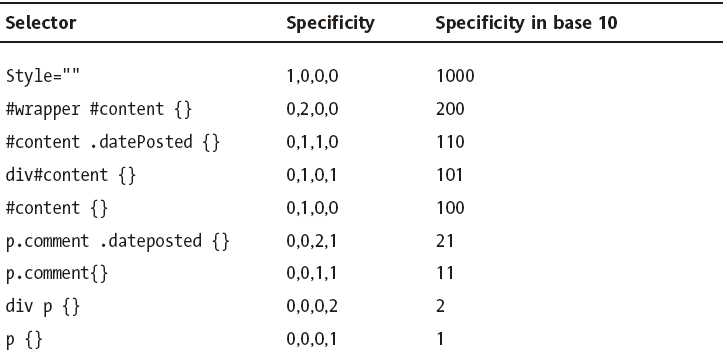 Selector Specificity Specificity in base 10
Style="" 1,0,0,0 1000
#wrapper #content {} 0,2,0,0 200
#content .datePosted {} 0,1,1,0 110
div#content {} 0,1,0,1 101
#content {} 0,1,0,0 100
p.comment .dateposted {} 0,0,2,1 21
p.comment{} 0,0,1,1 11
div p {} 0,0,0,2 2
p {} 0,0,0,1 1